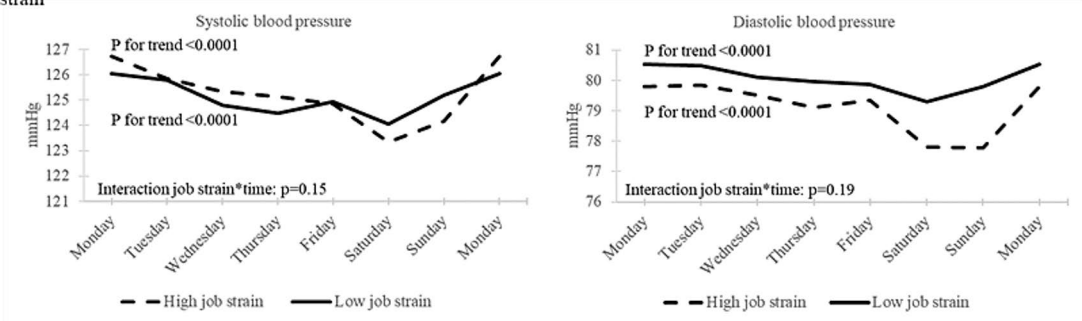 strain
Systolic blood pressure
mmHg
127
126
125
124
123
122
121
P for trend <0.0001
P for trend <0.0001
Interaction job strain*time: p=0.15
Monday
Tuesday
Wednesday
Thursday
Friday
Saturday
Sunday
Monday
High job strain
Low job strain
Diastolic blood pressure
mmHg
81
80
79
78
77
76
P for trend <0.0001
P for trend <0.0001
Interaction job strain*time: p=0.19
Monday
Tuesday
Wednesday
Thursday
Friday
Saturday
Sunday
Monday
High job strain
Low job strain